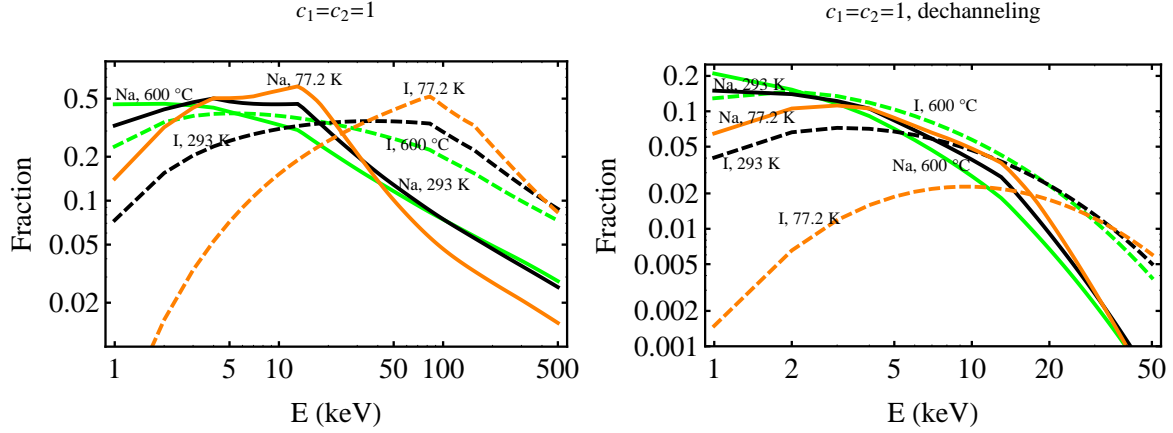 c1=c2=1
Fraction
0.5
0.2
0.1
0.05
0.02
Na, 600 °C
Na, 77.2 K
I, 77.2 K
I, 293 K
I,600 °C
Na, 293 K
1 5 10 50 100 500
E (keV)
c1=c2=1, dechanneling
Fraction
0.2
0.1
0.05
0.02
0.01
0.005
0.002
0.001
Na, 293 K
I, 600 °C
Na, 77.2 K
I, 293 K
Na, 600 °C
I, 77.2 K
1 2 5 10 20 50
E (keV)